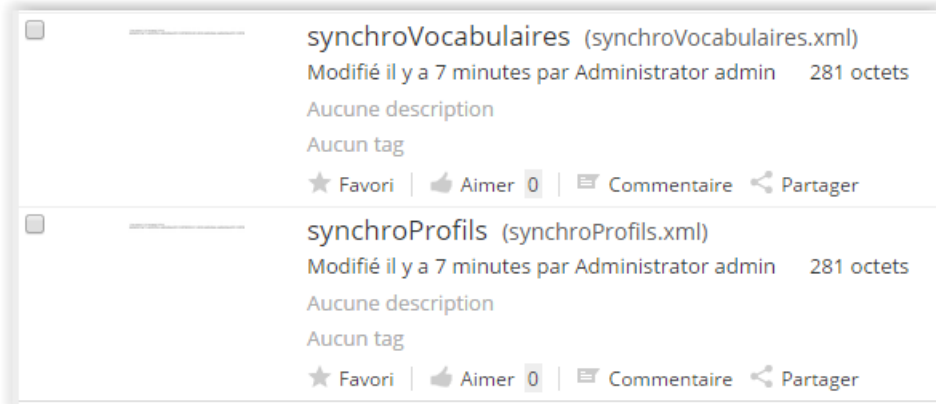 synchroVocabulaires (synchroVocabulaires.xml)
Modifié il y a 7 minutes par Administrator admin 281 octets
Aucune description
Aucun tag
Favori Aimer 0 Commentaire Partager
synchroProfils (synchroProfils.xml)
Modifié il y a 7 minutes par Administrator admin 281 octets
Aucune description
Aucun tag
Favori Aimer 0 Commentaire Partager